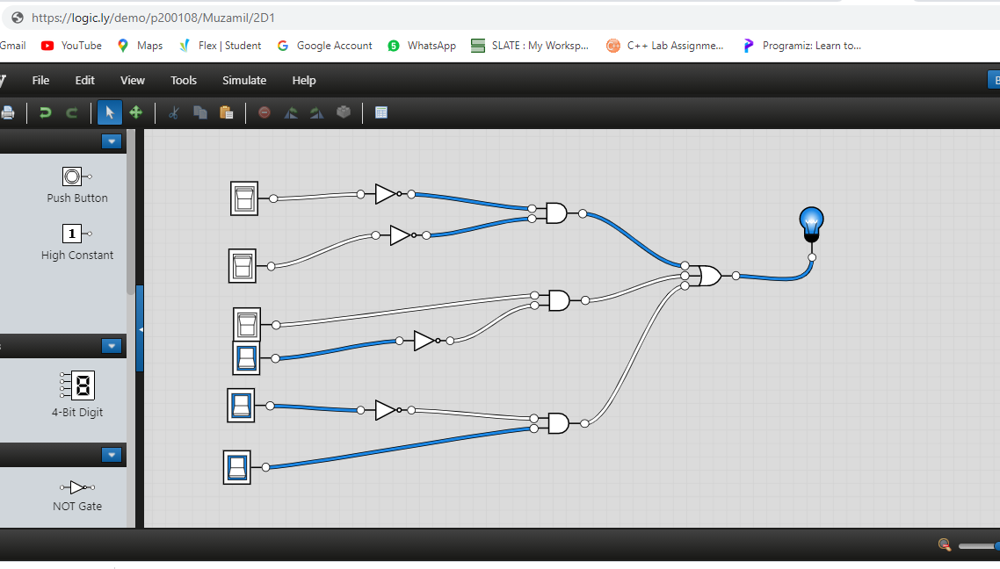 https://logic.ly/demo/p200108/Muzamil/2D1
Gmail YouTube Maps Flex | Student Google Account 5 WhatsApp SLATE : My Worksp... C++ Lab Assignme... Programiz: Learn to...
y File Edit View Tools Simulate Help
Push Button
1
High Constant
8
4-Bit Digit
NOT Gate